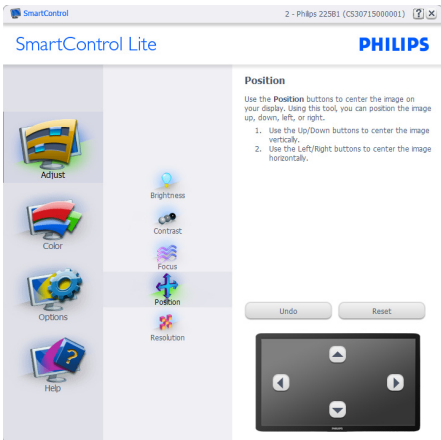 SmartControl
2 - Philips 225B1 (CS30715000001)
SmartControl Lite
PHILIPS
Position
Use the Position buttons to center the image on
your display. Using this tool, you can position the image
up, down, left, or right.
1. Use the Up/Down buttons to center the image
vertically.
2. Use the Left/Right buttons to center the image
horizontally.
Adjust
Color
Options
Help
Brightness
Contrast
Focus
Position
Resolution
Undo
Reset
PHILIPS